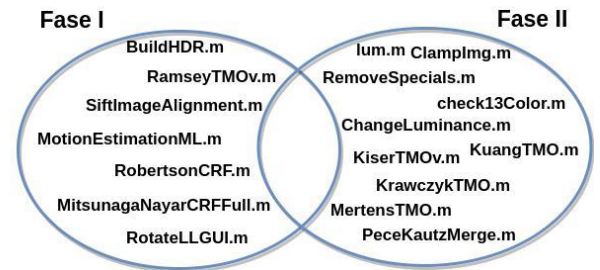 Fase I
Fase II
BuildHDR.m
RamseyTMOv.m
SiftImageAlignment.m
MotionEstimationML.m
RobertsonCRF.m
MitsunagaNayarCRFFull.m
RotateLLGUI.m
lum.m ClampImg.m
RemoveSpecials.m
check13Color.m
ChangeLuminance.m
KiserTMOv.m KuangTMO.m
KrawczykTMO.m
MertensTMO.m
PeceKautzMerge.m